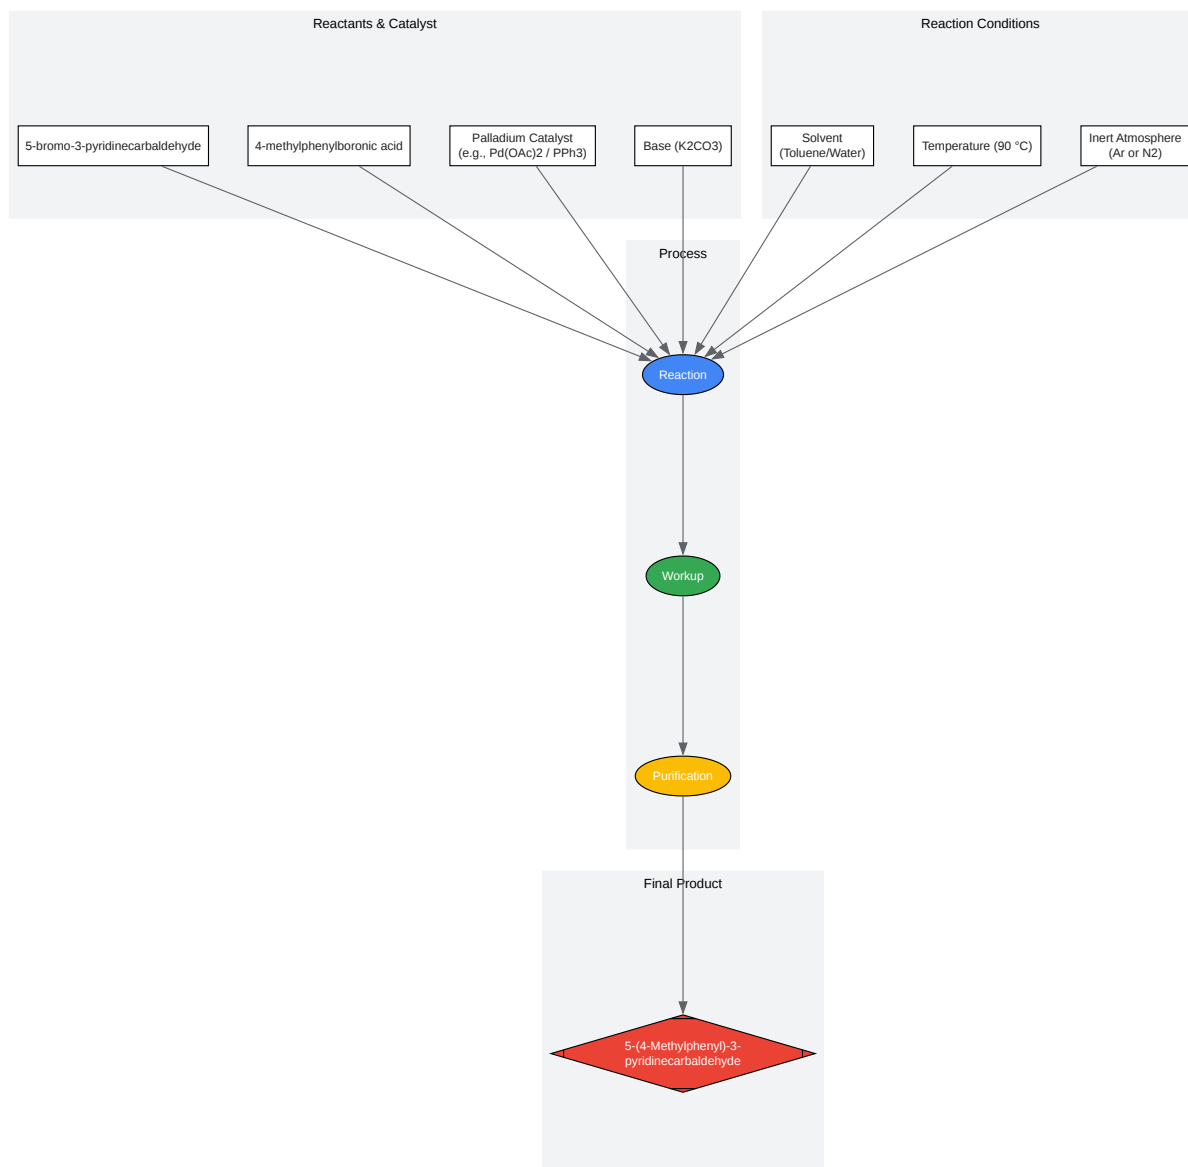 Reactants & Catalyst
Reaction Conditions
5-bromo-3-pyridinecarbaldehyde
4-methylphenylboronic acid
Palladium Catalyst
(e.g., Pd(OAc)2 / PPh3)
Base (K2CO3)
Solvent
(Toluene/Water)
Temperature (90 °C)
Inert Atmosphere
(Ar or N2)
Process
Reaction
Workup
Purification
Final Product
5-(4-Methylphenyl)-3-
pyridinecarbaldehyde